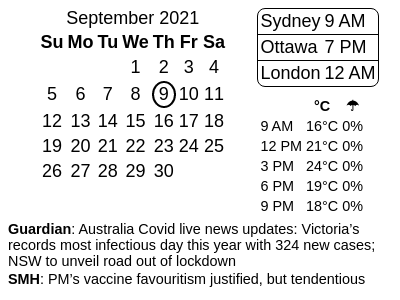 September 2021
Su Mo Tu We Th Fr Sa
1 2 3 4
5 6 7 8 9 10 11
12 13 14 15 16 17 18
19 20 21 22 23 24 25
26 27 28 29 30
Sydney 9 AM
Ottawa 7 PM
London 12 AM
°C ☂
9 AM 16°C 0%
12 PM 21°C 0%
3 PM 24°C 0%
6 PM 19°C 0%
9 PM 18°C 0%
Guardian: Australia Covid live news updates: Victoria’s
records most infectious day this year with 324 new cases;
NSW to unveil road out of lockdown
SMH: PM’s vaccine favouritism justified, but tendentious